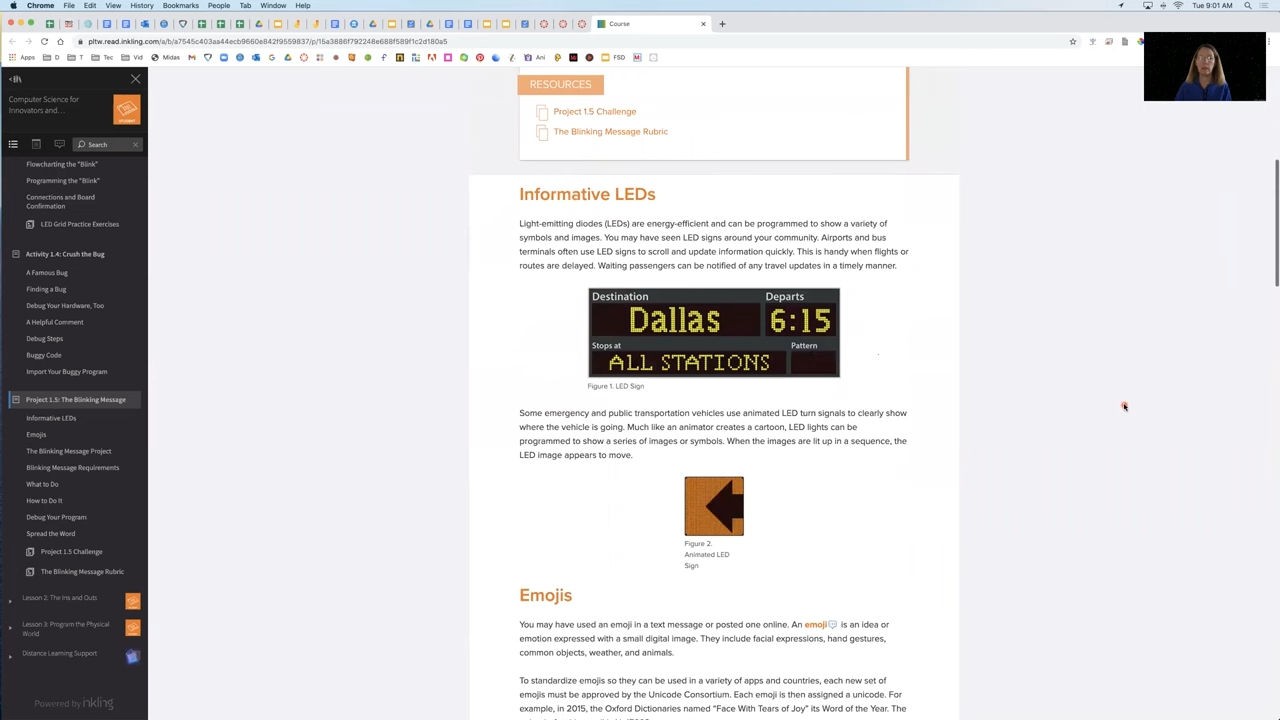 Chrome File Edit View History Bookmarks People Tab Window Help
Tue 9:01 AM
Course
pltw.read.inkling.com/a/b/a7545c403aa44ecb9660e842f9559837/p/15a3886f792248e688f589f1c2d180a5
Apps D T Tec Vid Midas Ani FSD
Computer Science for
Innovators and...
Search
Flowcharting the "Blink"
Programming the "Blink"
Connections and Board
Confirmation
LED Grid Practice Exercises
Activity 1.4: Crush the Bug
A Famous Bug
Finding a Bug
Debug Your Hardware, Too
A Helpful Comment
Debug Steps
Buggy Code
Import Your Buggy Program
Project 1.5: The Blinking Message
Informative LEDs
Emojis
The Blinking Message Project
Blinking Message Requirements
What to Do
How to Do It
Debug Your Program
Spread the Word
Project 1.5 Challenge
The Blinking Message Rubric
Lesson 2: The Ins and Outs
Lesson 3: Program the Physical
World
Distance Learning Support
Powered by inkling
RESOURCES
Project 1.5 Challenge
The Blinking Message Rubric
Informative LEDs
Light-emitting diodes (LEDs) are energy-efficient and can be programmed to show a variety of
symbols and images. You may have seen LED signs around your community. Airports and bus
terminals often use LED signs to scroll and update information quickly. This is handy when flights or
routes are delayed. Waiting passengers can be notified of any travel updates in a timely manner.
Destination Departs
Dallas 6:15
Stops at Pattern
ALL STATIONS
Figure 1. LED Sign
Some emergency and public transportation vehicles use animated LED turn signals to clearly show
where the vehicle is going. Much like an animator creates a cartoon, LED lights can be
programmed to show a series of images or symbols. When the images are lit up in a sequence, the
LED image appears to move.
Figure 2.
Animated LED
Sign
Emojis
You may have used an emoji in a text message or posted one online. An emoji is an idea or
emotion expressed with a small digital image. They include facial expressions, hand gestures,
common objects, weather, and animals.
To standardize emojis so they can be used in a variety of apps and countries, each new set of
emojis must be approved by the Unicode Consortium. Each emoji is then assigned a unicode. For
example, in 2015, the Oxford Dictionaries named "Face With Tears of Joy" its Word of the Year. The